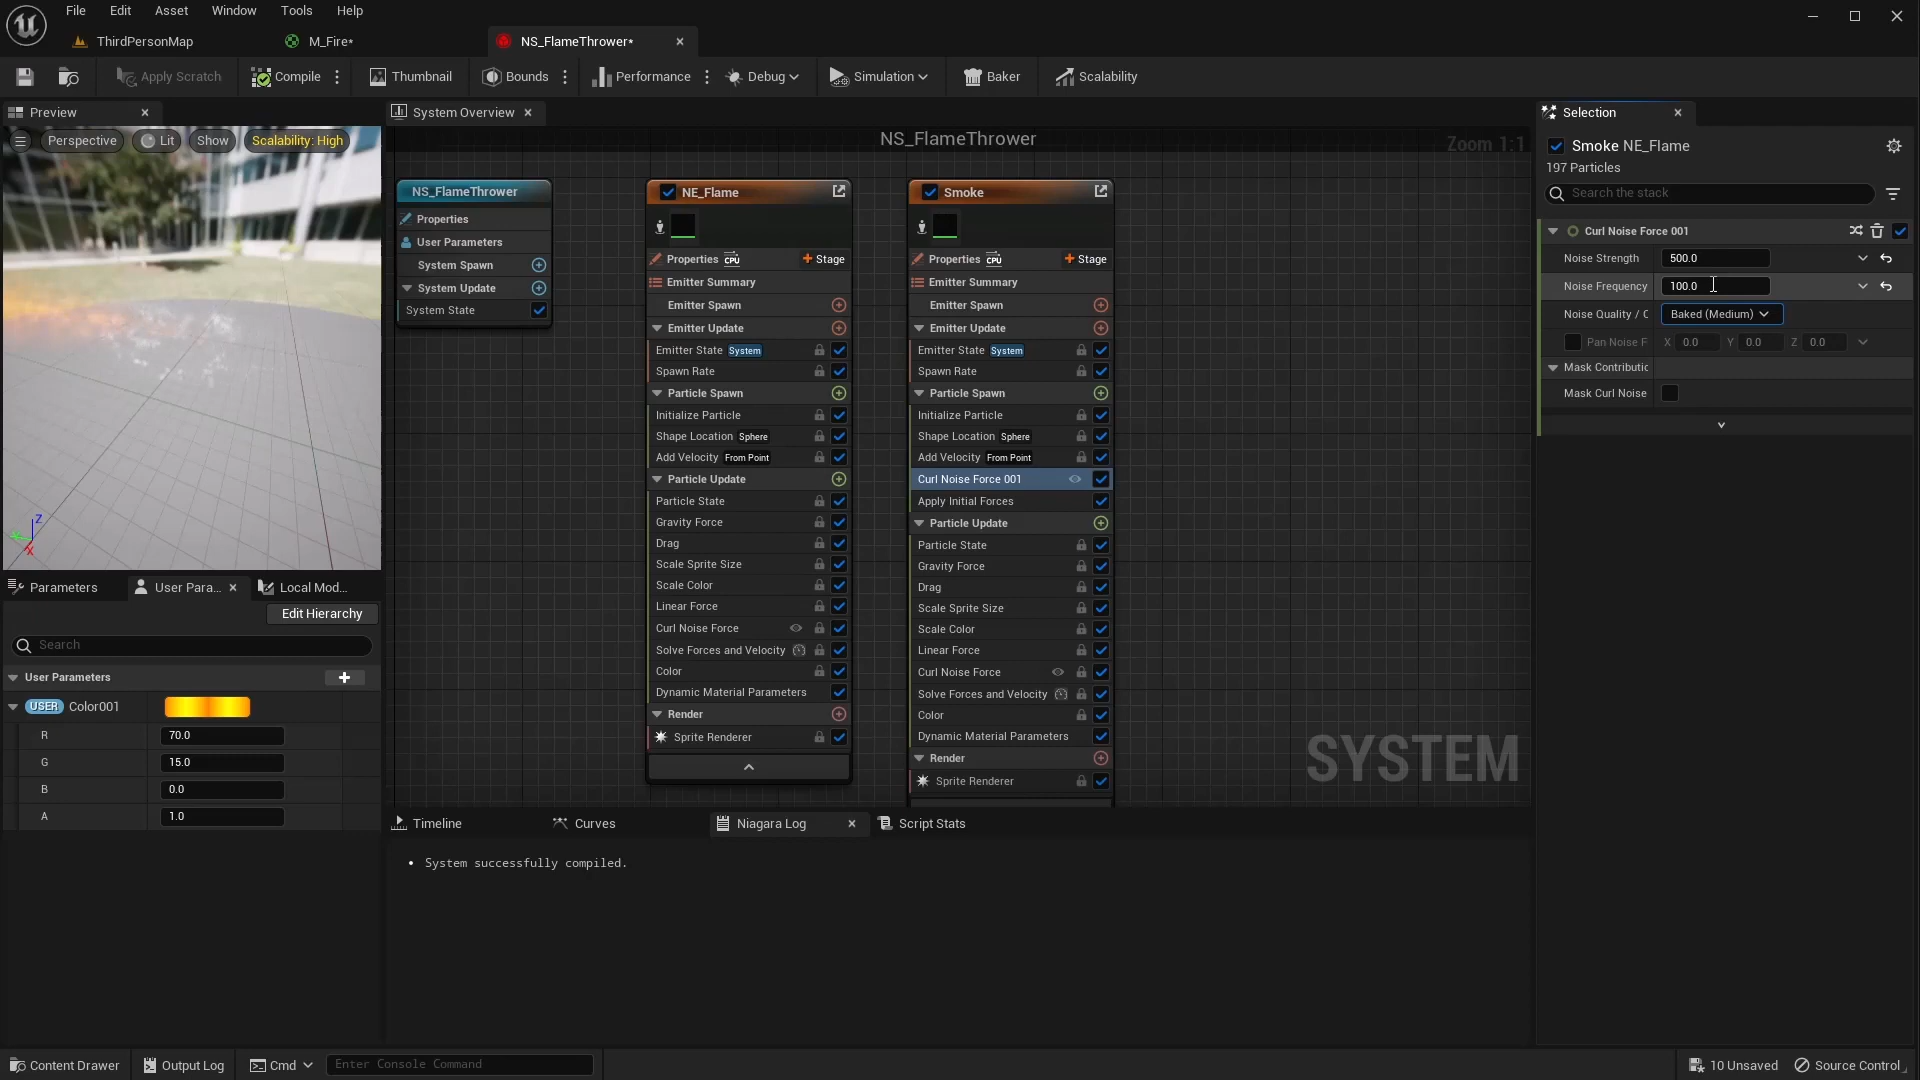 File Edit Asset Window Tools Help
ThirdPersonMap M_Fire* NS_FlameThrower*
Apply Scratch Compile Thumbnail Bounds Performance Debug Simulation Baker Scalability
Preview
Perspective Lit Show Scalability: High
Z
X
Parameters User Para... Local Mod...
Edit Hierarchy
Search
User Parameters
USER Color001
R 70.0
G 15.0
B 0.0
A 1.0
System Overview
NS_FlameThrower
Zoom 1:1
NS_FlameThrower
Properties
User Parameters
System Spawn
System Update
System State
NE_Flame
Properties CPU Stage
Emitter Summary
Emitter Spawn
Emitter Update
Emitter State System
Spawn Rate
Particle Spawn
Initialize Particle
Shape Location Sphere
Add Velocity From Point
Particle Update
Particle State
Gravity Force
Drag
Scale Sprite Size
Scale Color
Linear Force
Curl Noise Force
Solve Forces and Velocity
Color
Dynamic Material Parameters
Render
Sprite Renderer
Smoke
Properties CPU Stage
Emitter Summary
Emitter Spawn
Emitter Update
Emitter State System
Spawn Rate
Particle Spawn
Initialize Particle
Shape Location Sphere
Add Velocity From Point
Curl Noise Force 001
Apply Initial Forces
Particle Update
Particle State
Gravity Force
Drag
Scale Sprite Size
Scale Color
Linear Force
Curl Noise Force
Solve Forces and Velocity
Color
Dynamic Material Parameters
Render
Sprite Renderer
SYSTEM
Timeline Curves Niagara Log Script Stats
• System successfully compiled.
Selection
Smoke NE_Flame
197 Particles
Search the stack
Curl Noise Force 001
Noise Strength 500.0
Noise Frequency 100.0
Noise Quality / C Baked (Medium)
Pan Noise F X 0.0 Y 0.0 Z 0.0
Mask Contributic
Mask Curl Noise
Content Drawer Output Log Cmd Enter Console Command 10 Unsaved Source Control